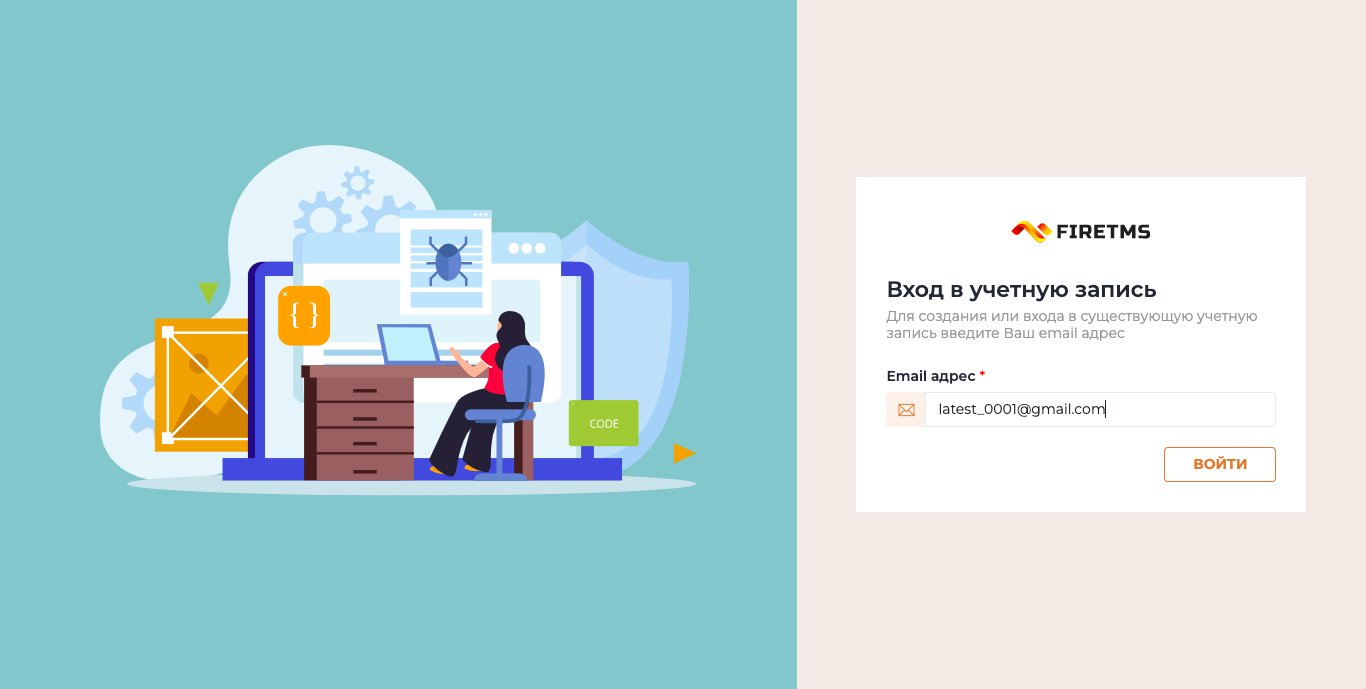 { }
CODE
FIRETMS
Вход в учетную запись
Для создания или входа в существующую учетную
запись введите Ваш email адрес
Email адрес *
latest_0001@gmail.com
ВОЙТИ